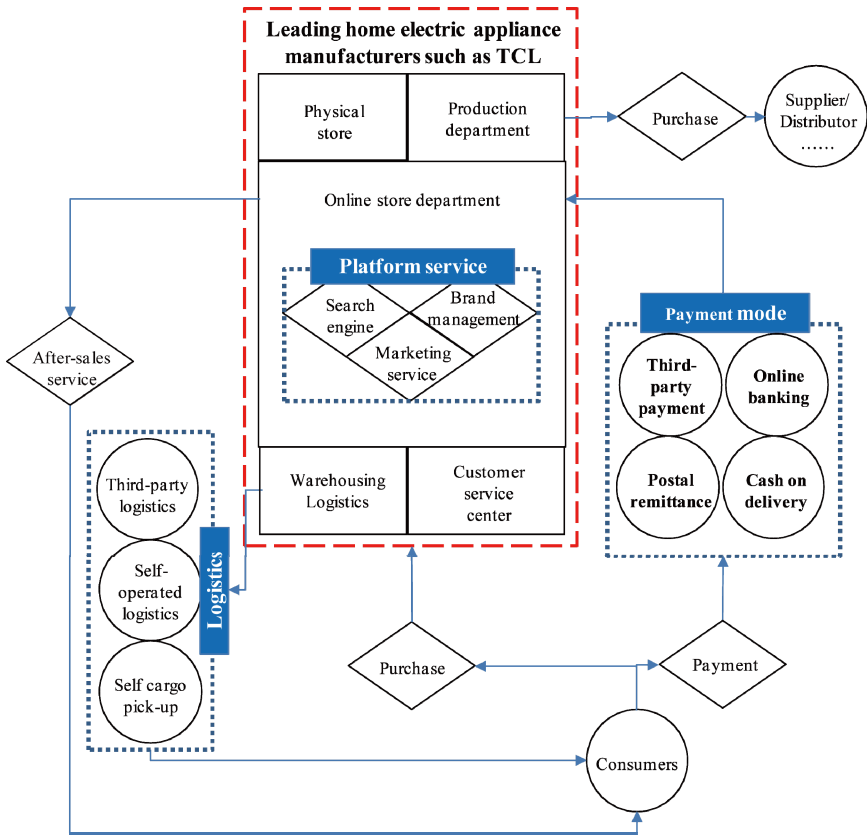 Leading home electric appliance
manufacturers such as TCL
Physical
store
Production
department
Purchase
Supplier/
Distributor
......
Online store department
Platform service
Search
engine
Brand
management
Marketing
service
Payment mode
Third-
party
payment
Online
banking
Postal
remittance
Cash on
delivery
After-sales
service
Warehousing
Logistics
Customer
service
center
Third-party
logistics
Self-
operated
logistics
Self cargo
pick-up
Logistics
Purchase
Payment
Consumers